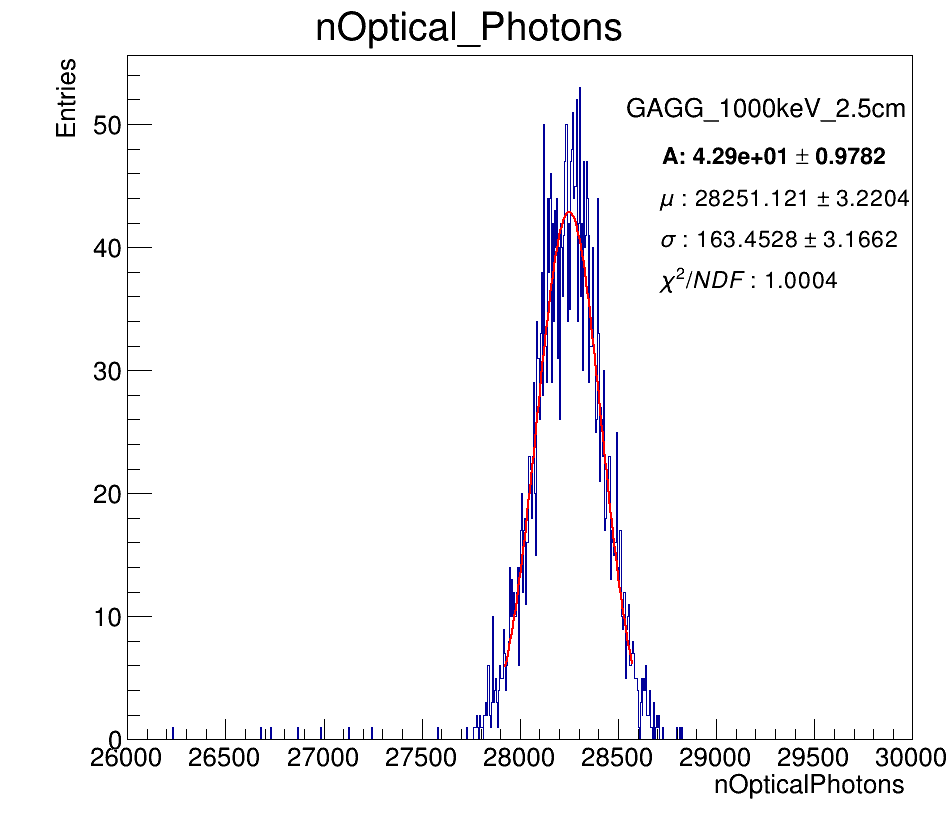 nOptical_Photons
Entries
GAGG_1000keV_2.5cm
A: 4.29e+01 ± 0.9782
μ : 28251.121 ± 3.2204
σ : 163.4528 ± 3.1662
χ²/NDF : 1.0004
50
40
30
20
10
0
26000 26500 27000 27500 28000 28500 29000 29500 30000
nOpticalPhotons